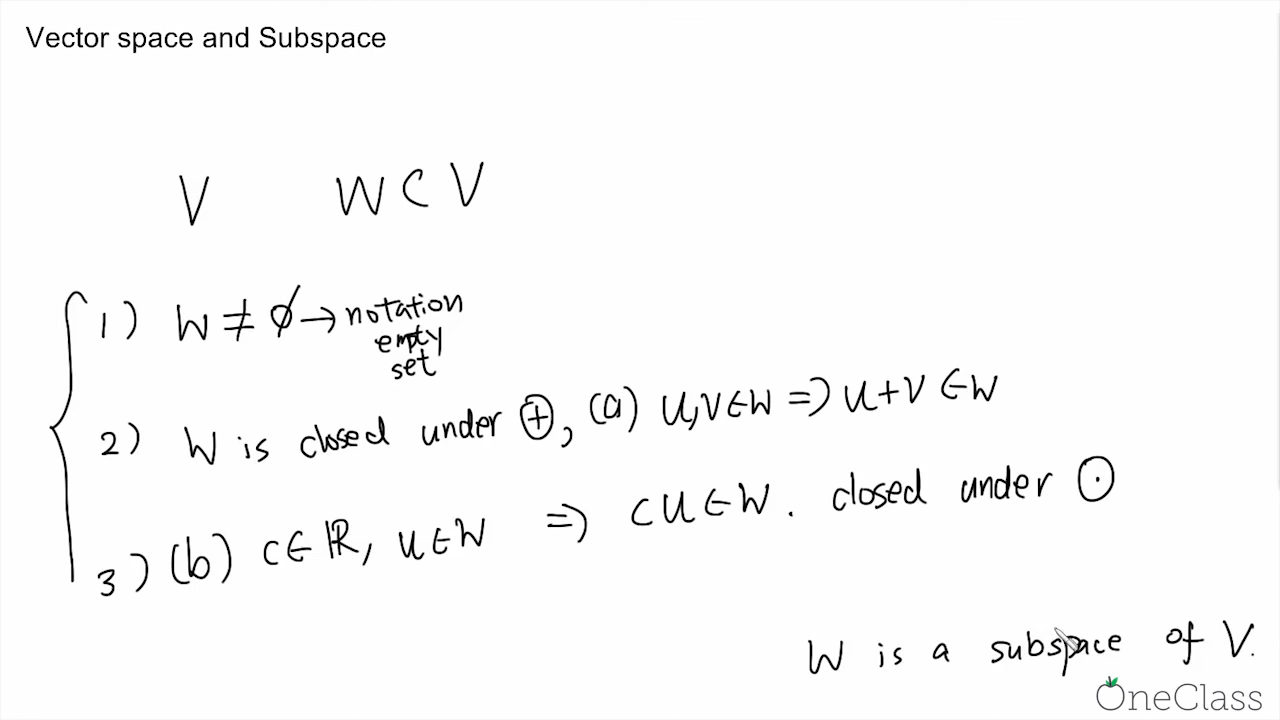 Vector space and Subspace
V W ⊂ V
1) W ≠ ∅ → notation
empty
set
2) W is closed under ⊕, (a) u,v∈W ⇒ u+v ∈W
3) (b) c∈ℝ, u∈W ⇒ cu∈W. closed under ⊙
W is a subspace of V.
OneClass